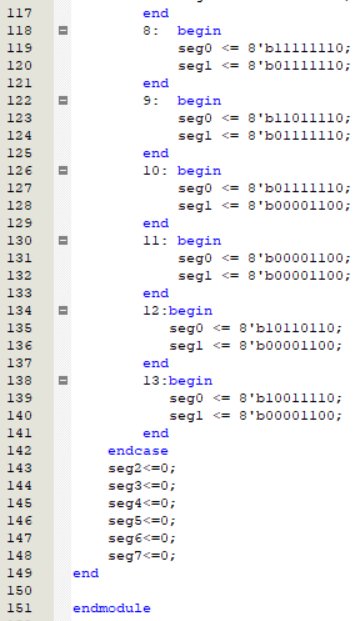 117 end
118 8: begin
119 seg0 <= 8'b11111110;
120 seg1 <= 8'b01111110;
121 end
122 9: begin
123 seg0 <= 8'b11011110;
124 seg1 <= 8'b01111110;
125 end
126 10: begin
127 seg0 <= 8'b01111110;
128 seg1 <= 8'b00001100;
129 end
130 11: begin
131 seg0 <= 8'b00001100;
132 seg1 <= 8'b00001100;
133 end
134 12:begin
135 seg0 <= 8'b10110110;
136 seg1 <= 8'b00001100;
137 end
138 13:begin
139 seg0 <= 8'b10011110;
140 seg1 <= 8'b00001100;
141 end
142 endcase
143 seg2<=0;
144 seg3<=0;
145 seg4<=0;
146 seg5<=0;
147 seg6<=0;
148 seg7<=0;
149 end
150
151 endmodule